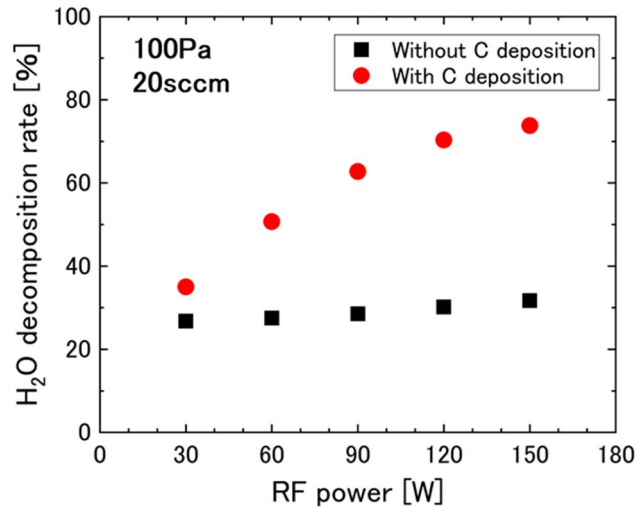 100Pa
20sccm
Without C deposition
With C deposition
H₂O decomposition rate [%]
100
80
60
40
20
0
0 30 60 90 120 150 180
RF power [W]